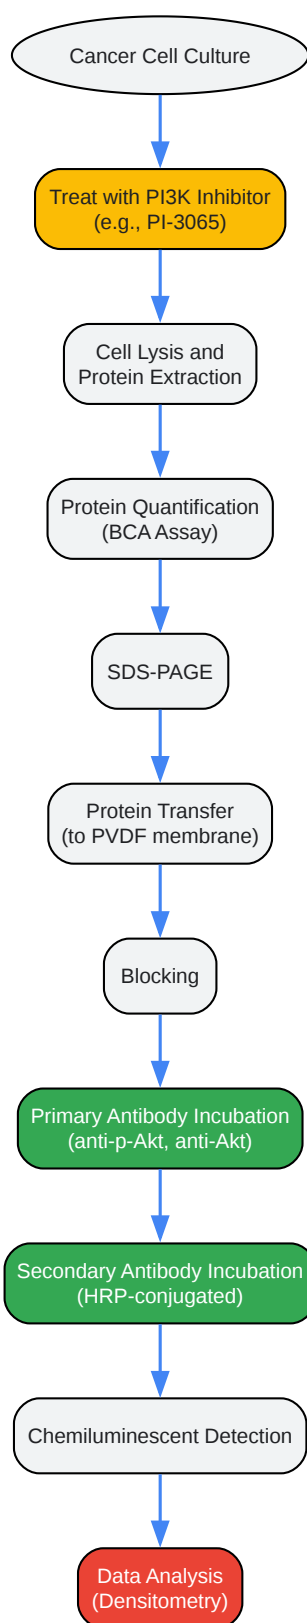 Cancer Cell Culture
Treat with PI3K Inhibitor
(e.g., PI-3065)
Cell Lysis and
Protein Extraction
Protein Quantification
(BCA Assay)
SDS-PAGE
Protein Transfer
(to PVDF membrane)
Blocking
Primary Antibody Incubation
(anti-p-Akt, anti-Akt)
Secondary Antibody Incubation
(HRP-conjugated)
Chemiluminescent Detection
Data Analysis
(Densitometry)